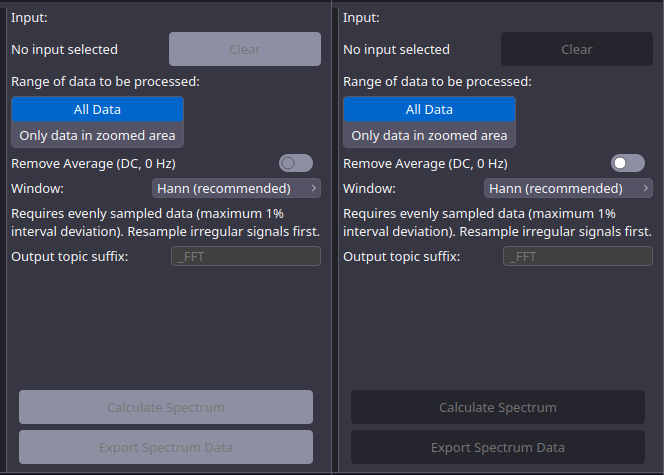 Input:
No input selected
Clear
Range of data to be processed:
All Data
Only data in zoomed area
Remove Average (DC, 0 Hz)
Window:
Hann (recommended)
Requires evenly sampled data (maximum 1%
interval deviation). Resample irregular signals first.
Output topic suffix:
_FFT
Calculate Spectrum
Export Spectrum Data
Input:
No input selected
Clear
Range of data to be processed:
All Data
Only data in zoomed area
Remove Average (DC, 0 Hz)
Window:
Hann (recommended)
Requires evenly sampled data (maximum 1%
interval deviation). Resample irregular signals first.
Output topic suffix:
_FFT
Calculate Spectrum
Export Spectrum Data